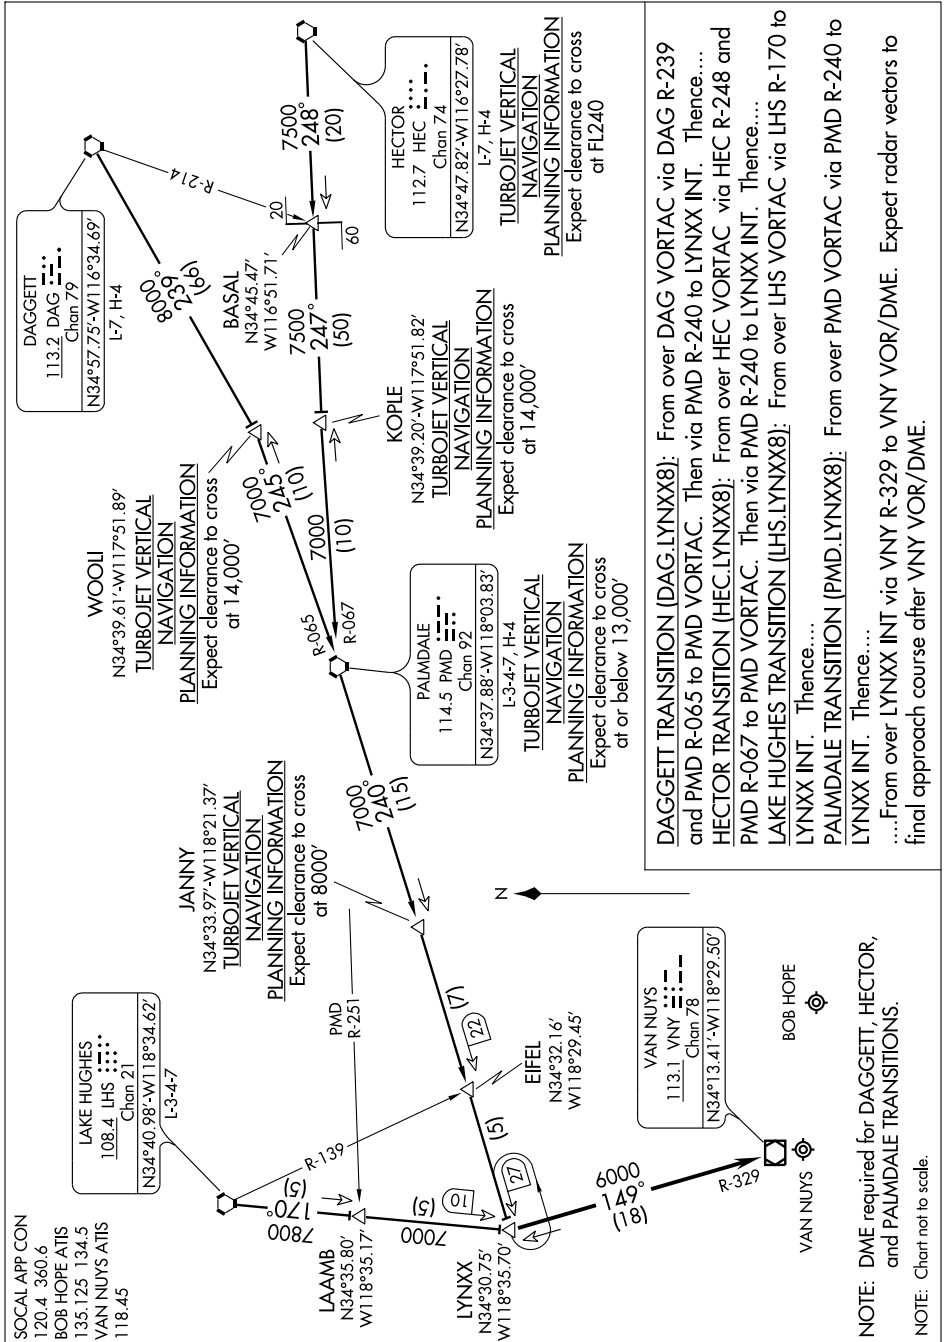 SOCAL APP CON
120.4 360.6
BOB HOPE ATIS
135.125 134.5
VAN NUYS ATIS
118.45
LAKE HUGHES
108.4 LHS
Chan 21
N34°40.98'-W118°34.62'
L-3-4-7
JANNY
N34°33.97'-W118°21.37'
TURBOJET VERTICAL
NAVIGATION
PLANNING INFORMATION
Expect clearance to cross
at 8000'
WOOLI
N34°39.61'-W117°51.89'
TURBOJET VERTICAL
NAVIGATION
PLANNING INFORMATION
Expect clearance to cross
at 14,000'
DAGGETT
113.2 DAG
Chan 79
N34°57.75'-W116°34.69'
L-7, H-4
8000
239°
(66)
R-214
BASAL
N34°45.47'
W116°51.71'
20
60
7500
248°
(20)
7500
247°
(50)
HECTOR
112.7 HEC
Chan 74
N34°47.82'-W116°27.78'
L-7, H-4
TURBOJET VERTICAL
NAVIGATION
PLANNING INFORMATION
Expect clearance to cross
at FL240
KOPLE
N34°39.20'-W117°51.82'
TURBOJET VERTICAL
NAVIGATION
PLANNING INFORMATION
Expect clearance to cross
at 14,000'
7000
245°
(10)
7000
(10)
R-065
R-067
PALMDALE
114.5 PMD
Chan 92
N34°37.88'-W118°03.83'
L-3-4-7, H-4
TURBOJET VERTICAL
NAVIGATION
PLANNING INFORMATION
Expect clearance to cross
at or below 13,000'
7000
240°
(15)
PMD
R-251
R-139
7800
170°
(5)
LAAMB
N34°35.80'
W118°35.17'
7000
(5)
10
LYNXX
N34°30.75'
W118°35.70'
27
(5)
(7)
22
EIFEL
N34°32.16'
W118°29.45'
6000
149°
(18)
R-329
N
VAN NUYS
113.1 VNY
Chan 78
N34°13.41'-W118°29.50'
VAN NUYS
BOB HOPE
NOTE: DME required for DAGGETT, HECTOR,
and PALMDALE TRANSITIONS.
NOTE: Chart not to scale.
DAGGETT TRANSITION (DAG.LYNXX8): From over DAG VORTAC via DAG R-239
and PMD R-065 to PMD VORTAC. Then via PMD R-240 to LYNXX INT. Thence....
HECTOR TRANSITION (HEC.LYNXX8): From over HEC VORTAC via HEC R-248 and
PMD R-067 to PMD VORTAC. Then via PMD R-240 to LYNXX INT. Thence....
LAKE HUGHES TRANSITION (LHS.LYNXX8): From over LHS VORTAC via LHS R-170 to
LYNXX INT. Thence....
PALMDALE TRANSITION (PMD.LYNXX8): From over PMD VORTAC via PMD R-240 to
LYNXX INT. Thence....
....From over LYNXX INT via VNY R-329 to VNY VOR/DME. Expect radar vectors to
final approach course after VNY VOR/DME.